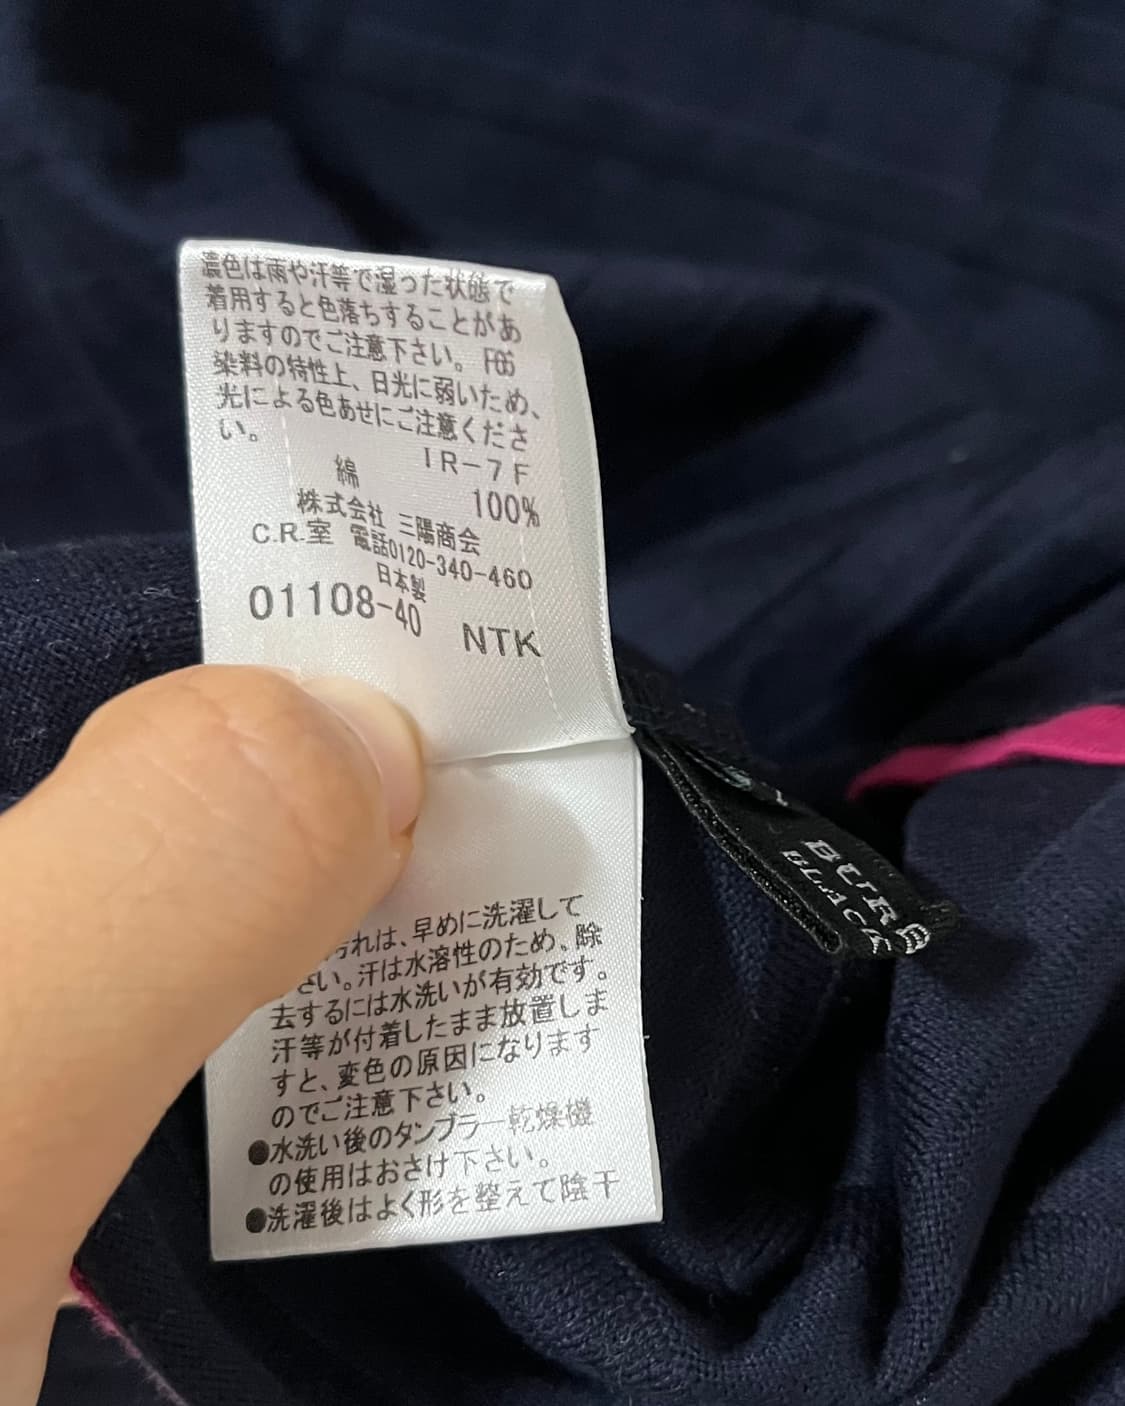 濃色は雨や汗等で湿った状態で
着用すると色落ちすることがあ
りますのでご注意下さい。 F05
染料の特性上、日光に弱いため、
光による色あせにご注意くださ
い。
IR-7F
綿 100%
株式会社 三陽商会
C.R.室 電話0120-340-460
日本製
01108-40 NTK
汚れは、早めに洗濯して
さい。汗は水溶性のため、除
去するには水洗いが有効です。
汗等が付着したまま放置しま
すと、変色の原因になります
のでご注意下さい。
●水洗い後のタンブラー乾燥機
の使用はおさけ下さい。
●洗濯後はよく形を整えて陰干
BURB
BLACK